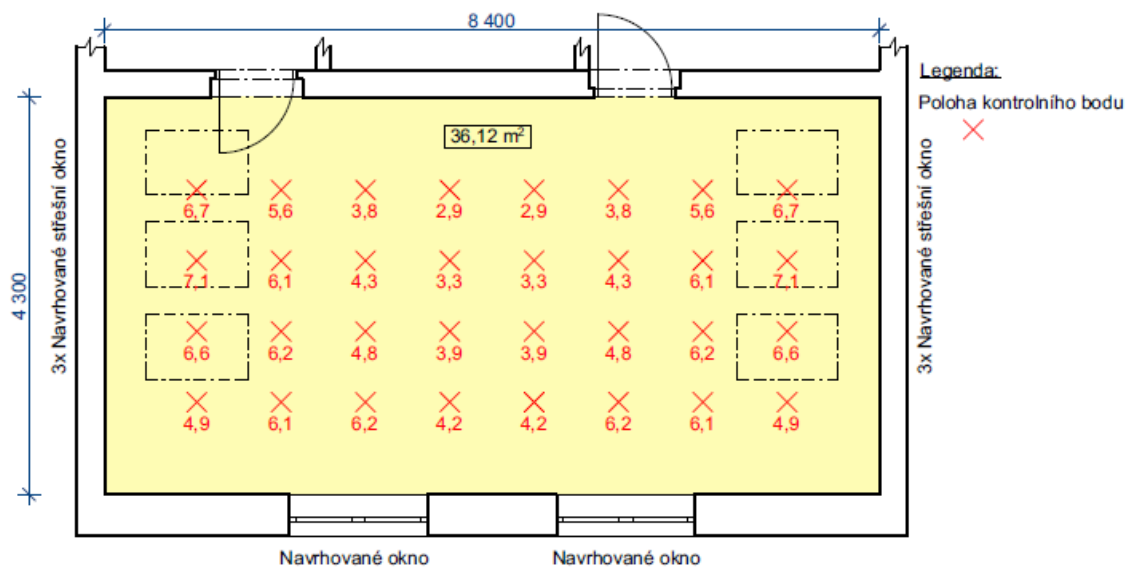 8 400
Legenda:
Poloha kontrolního bodu
36,12 m²
3x Navrhované střešní okno
4 300
3x Navrhované střešní okno
6,7 5,6 3,8 2,9 2,9 3,8 5,6 6,7
7,1 6,1 4,3 3,3 3,3 4,3 6,1 7,1
6,6 6,2 4,8 3,9 3,9 4,8 6,2 6,6
4,9 6,1 6,2 4,2 4,2 6,2 6,1 4,9
Navrhované okno Navrhované okno